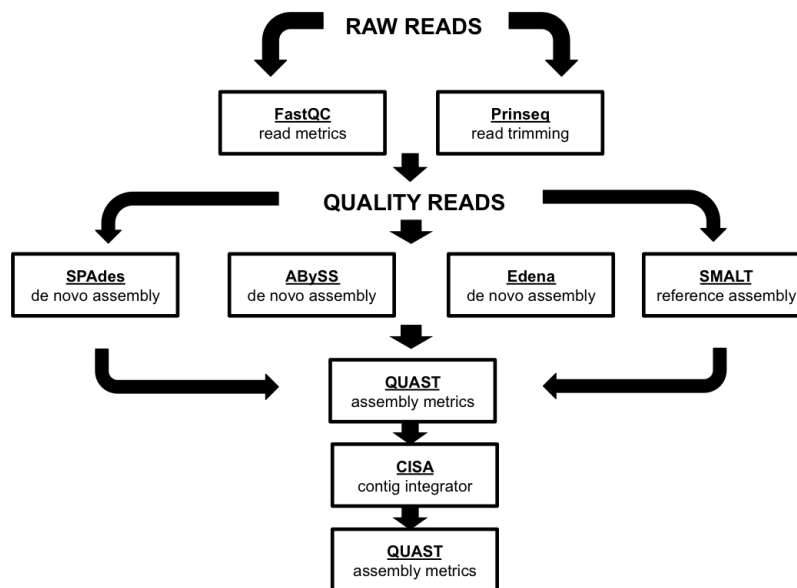 RAW READS
FastQC
read metrics
Prinseq
read trimming
QUALITY READS
SPAdes
de novo assembly
ABySS
de novo assembly
Edena
de novo assembly
SMALT
reference assembly
QUAST
assembly metrics
CISA
contig integrator
QUAST
assembly metrics